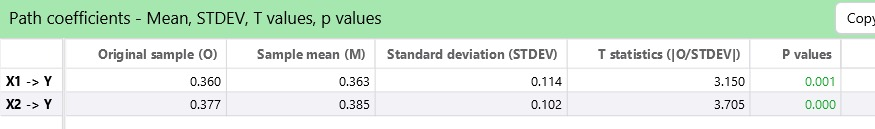 Path coefficients - Mean, STDEV, T values, p values Copy
Original sample (O) Sample mean (M) Standard deviation (STDEV) T statistics (|O/STDEV|) P values
X1 -> Y 0.360 0.363 0.114 3.150 0.001
X2 -> Y 0.377 0.385 0.102 3.705 0.000